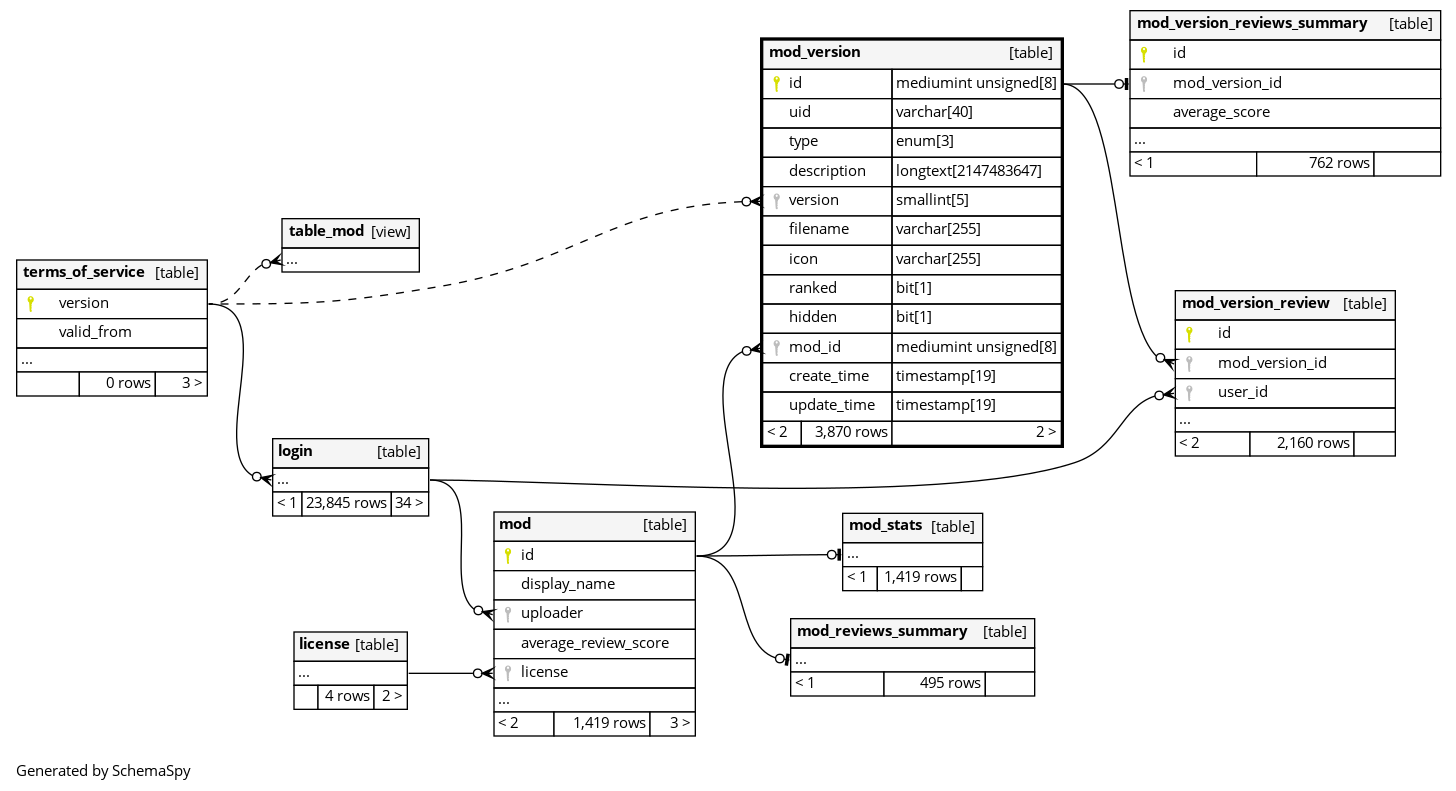 mod_version_reviews_summary [table]
id
mod_version_id
average_score
...
< 1 762 rows
mod_version [table]
id mediumint unsigned[8]
uid varchar[40]
type enum[3]
description longtext[2147483647]
version smallint[5]
filename varchar[255]
icon varchar[255]
ranked bit[1]
hidden bit[1]
mod_id mediumint unsigned[8]
create_time timestamp[19]
update_time timestamp[19]
< 2 3,870 rows 2 >
table_mod [view]
...
terms_of_service [table]
version
valid_from
...
0 rows 3 >
mod_version_review [table]
id
mod_version_id
user_id
...
< 2 2,160 rows
login [table]
...
< 1 23,845 rows 34 >
mod [table]
id
display_name
uploader
average_review_score
license
...
< 2 1,419 rows 3 >
mod_stats [table]
...
< 1 1,419 rows
mod_reviews_summary [table]
...
< 1 495 rows
license [table]
...
4 rows 2 >
Generated by SchemaSpy